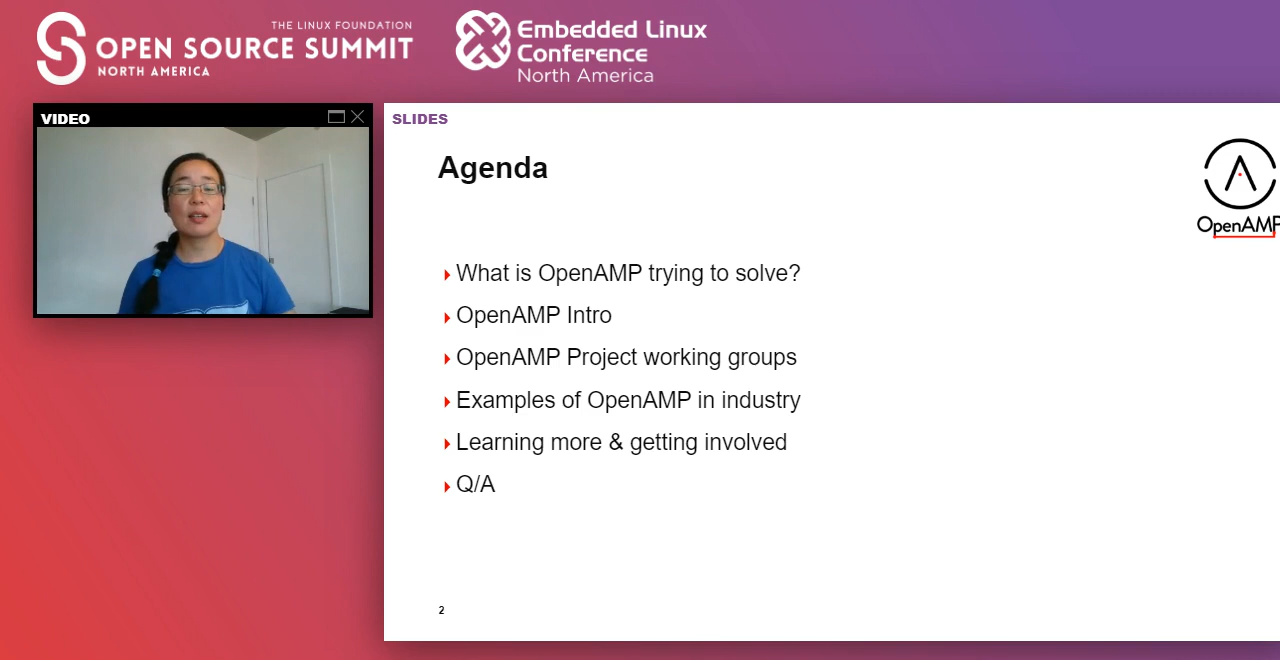 THE LINUX FOUNDATION
OPEN SOURCE SUMMIT
NORTH AMERICA
Embedded Linux
Conference
North America
VIDEO
SLIDES
Agenda
OpenAMP
What is OpenAMP trying to solve?
OpenAMP Intro
OpenAMP Project working groups
Examples of OpenAMP in industry
Learning more & getting involved
Q/A
2